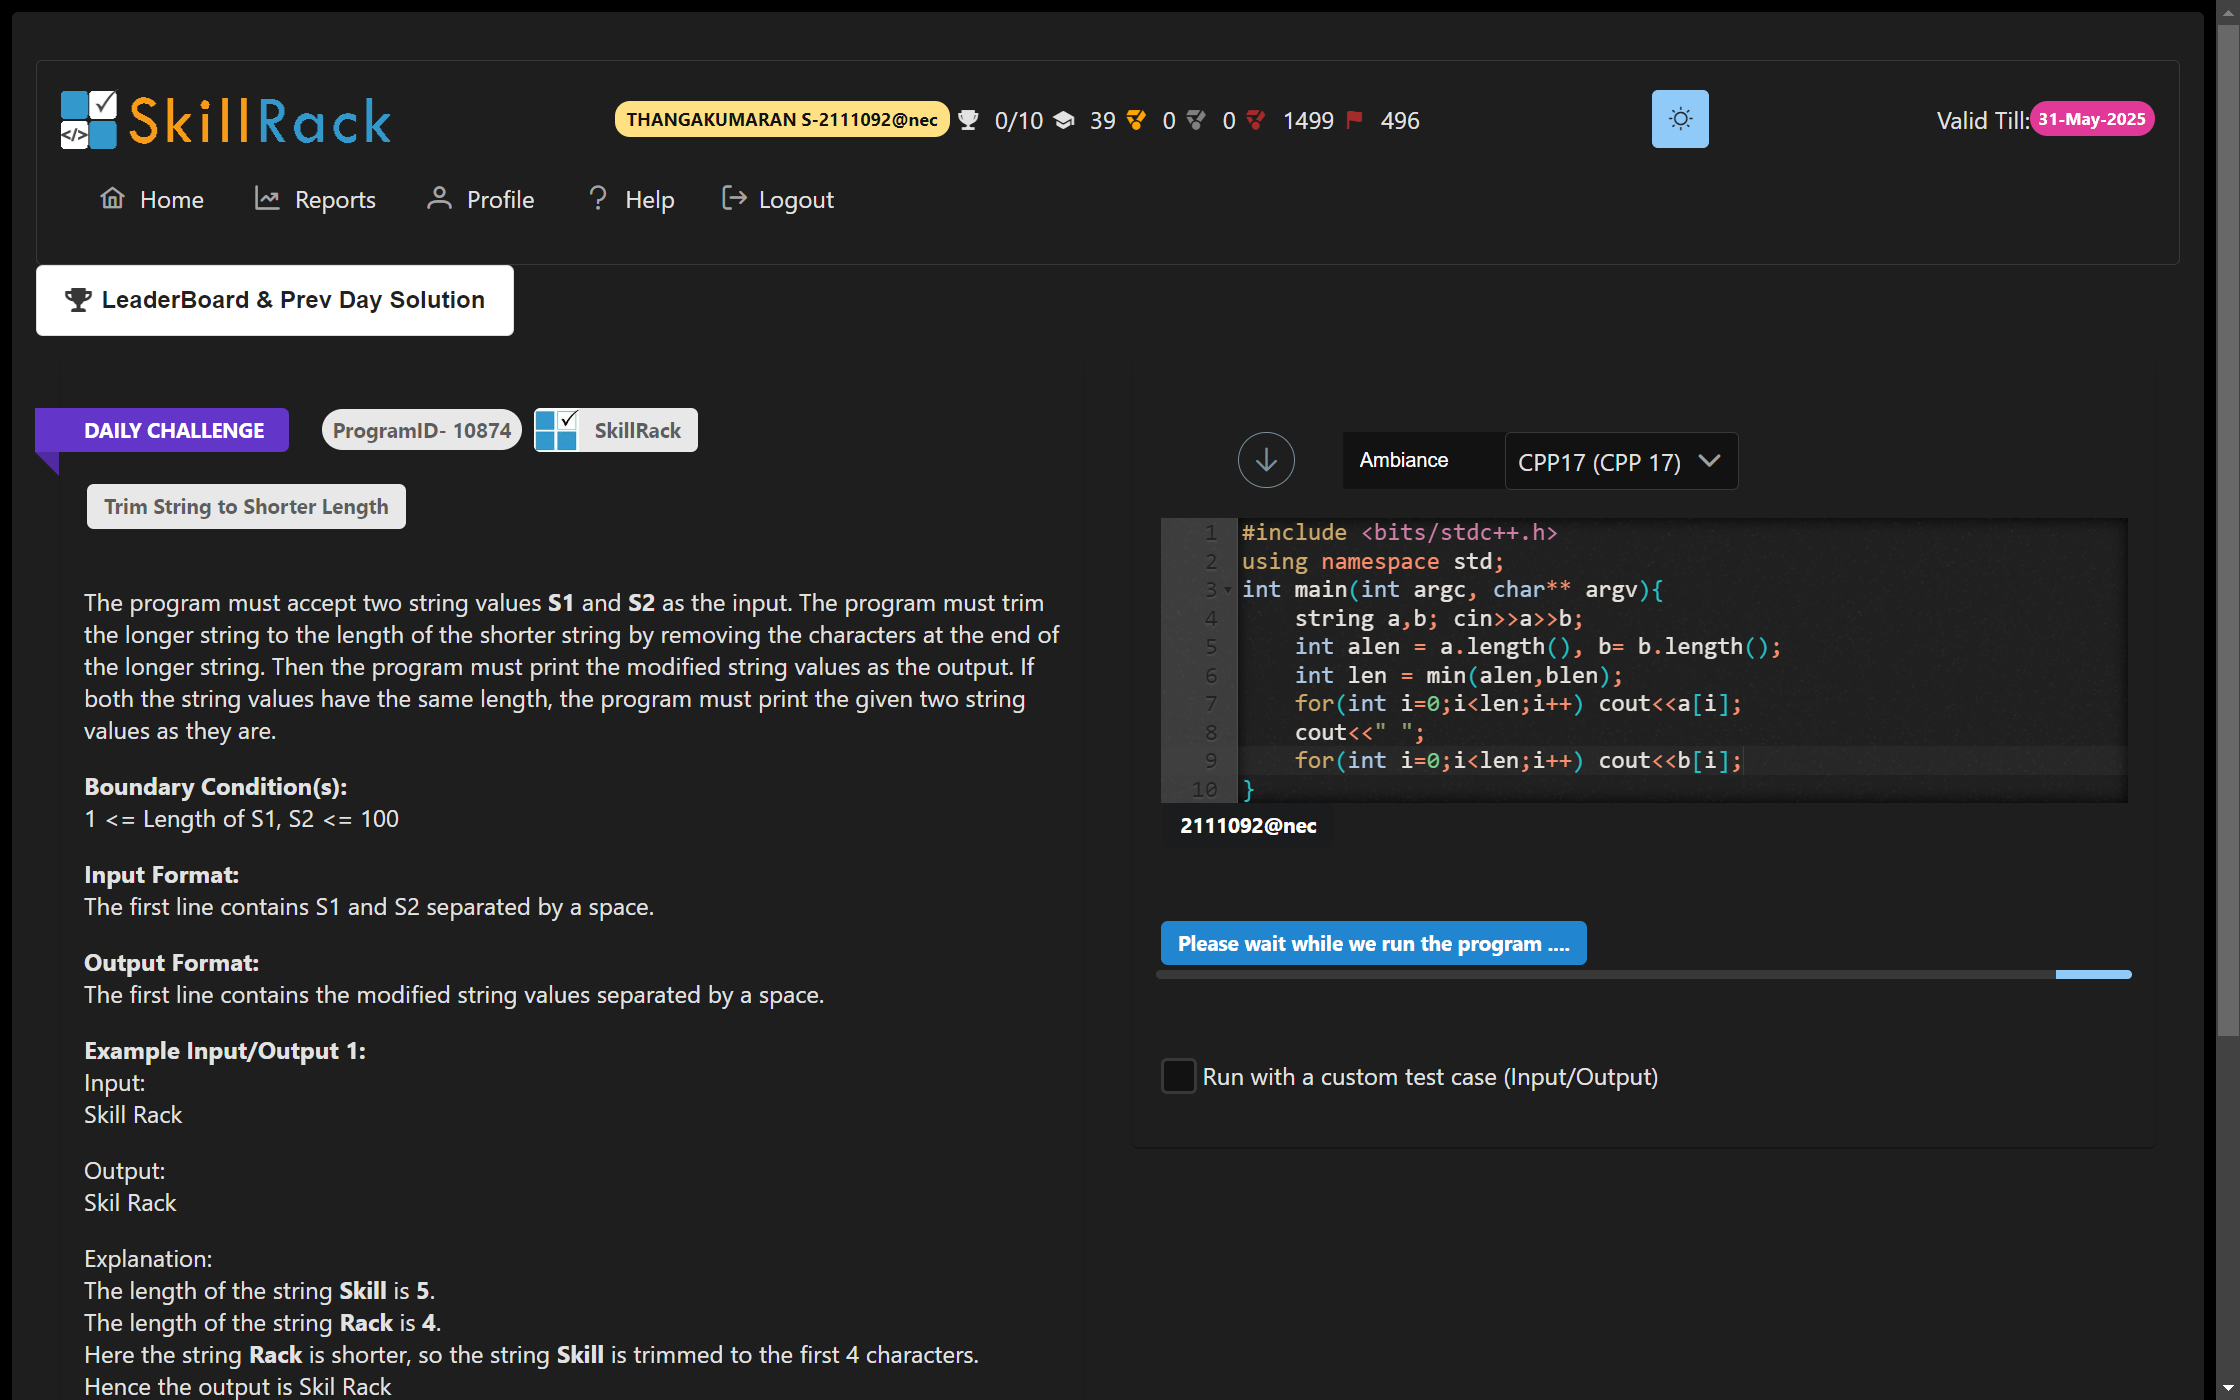 SkillRack
THANGAKUMARAN S-2111092@nec 0/10 39 0 0 1499 496
Valid Till: 31-May-2025
Home Reports Profile Help Logout
LeaderBoard & Prev Day Solution
DAILY CHALLENGE ProgramID- 10874 SkillRack
Trim String to Shorter Length
The program must accept two string values S1 and S2 as the input. The program must trim
the longer string to the length of the shorter string by removing the characters at the end of
the longer string. Then the program must print the modified string values as the output. If
both the string values have the same length, the program must print the given two string
values as they are.
Boundary Condition(s):
1 <= Length of S1, S2 <= 100
Input Format:
The first line contains S1 and S2 separated by a space.
Output Format:
The first line contains the modified string values separated by a space.
Example Input/Output 1:
Input:
Skill Rack
Output:
Skil Rack
Explanation:
The length of the string Skill is 5.
The length of the string Rack is 4.
Here the string Rack is shorter, so the string Skill is trimmed to the first 4 characters.
Hence the output is Skil Rack
Ambiance CPP17 (CPP 17)
1 #include <bits/stdc++.h>
2 using namespace std;
3 int main(int argc, char** argv){
4 string a,b; cin>>a>>b;
5 int alen = a.length(), b= b.length();
6 int len = min(alen,blen);
7 for(int i=0;i<len;i++) cout<<a[i];
8 cout<<" ";
9 for(int i=0;i<len;i++) cout<<b[i];
10 }
2111092@nec
Please wait while we run the program ....
Run with a custom test case (Input/Output)